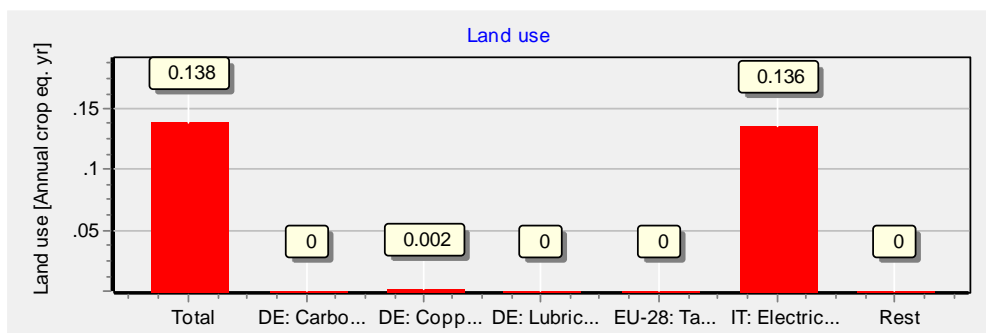 Land use
Land use [Annual crop eq. yr]
.15
.1
.05
0.138
0
0.002
0
0
0.136
0
Total
DE: Carbo...
DE: Copp...
DE: Lubric...
EU-28: Ta...
IT: Electric...
Rest